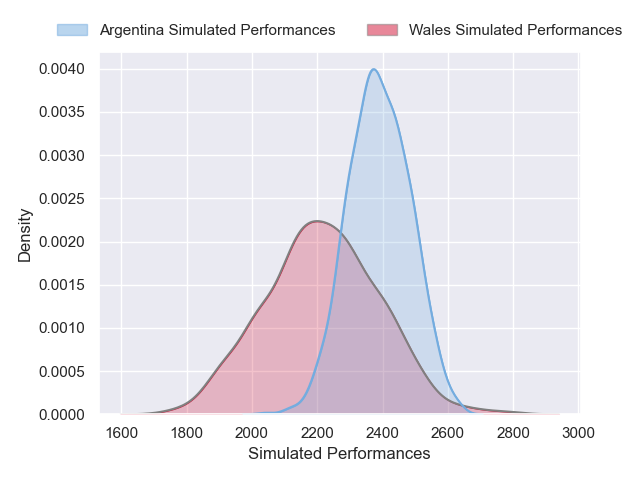 Argentina Simulated Performances
Wales Simulated Performances
0.0040
0.0035
0.0030
0.0025
0.0020
0.0015
0.0010
0.0005
0.0000
Density
1600 1800 2000 2200 2400 2600 2800 3000
Simulated Performances